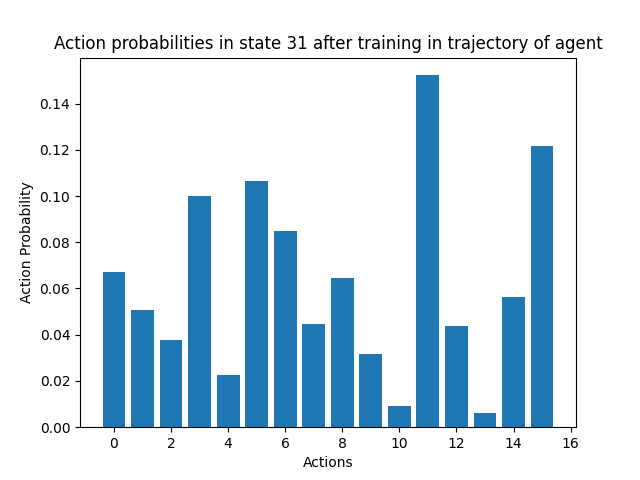 Action probabilities in state 31 after training in trajectory of agent
0.14
0.12
0.10
0.08
0.06
0.04
0.02
0.00
Action Probability
0 2 4 6 8 10 12 14 16
Actions